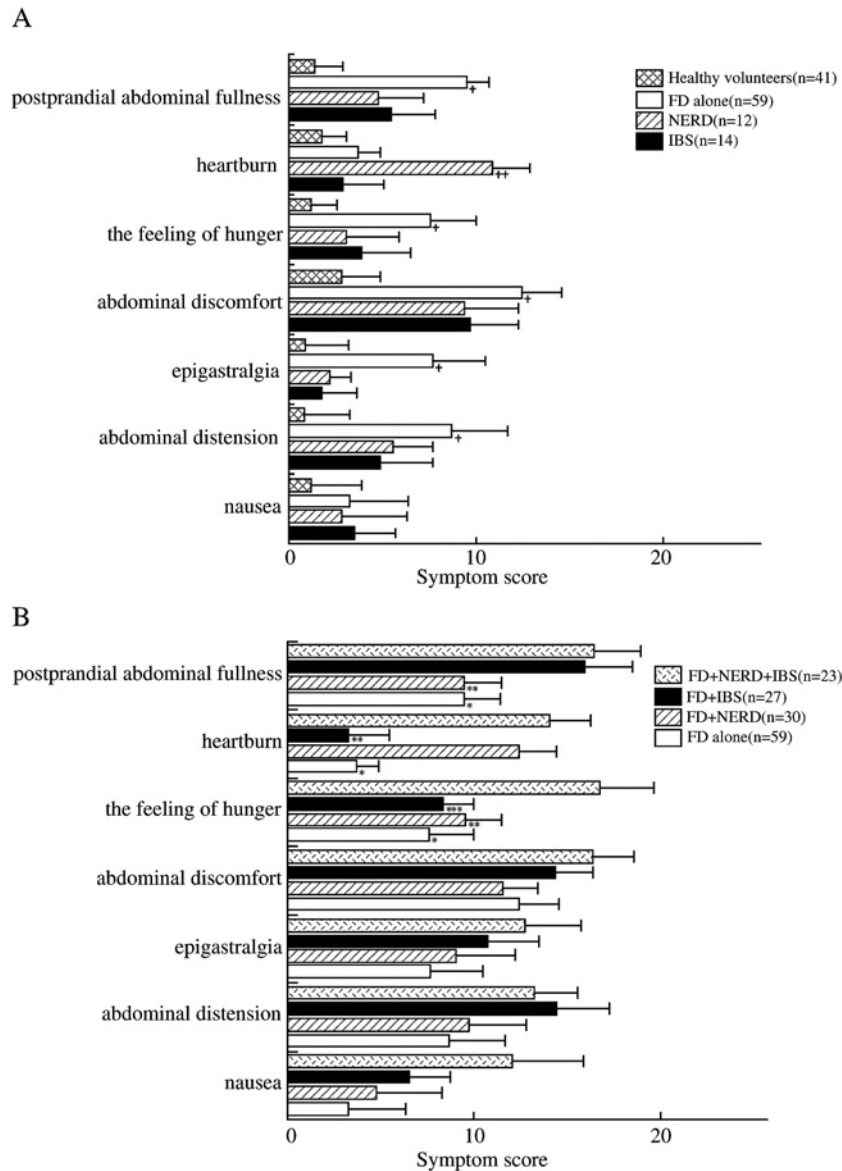 A
Healthy volunteers(n=41)
FD alone(n=59)
NERD(n=12)
IBS(n=14)
postprandial abdominal fullness
†
heartburn
††
the feeling of hunger
†
abdominal discomfort
†
epigastralgia
†
abdominal distension
†
nausea
0 10 20
Symptom score
B
FD+NERD+IBS(n=23)
FD+IBS(n=27)
FD+NERD(n=30)
FD alone(n=59)
postprandial abdominal fullness
**
*
heartburn
**
*
the feeling of hunger
***
**
*
abdominal discomfort
epigastralgia
abdominal distension
nausea
0 10 20
Symptom score